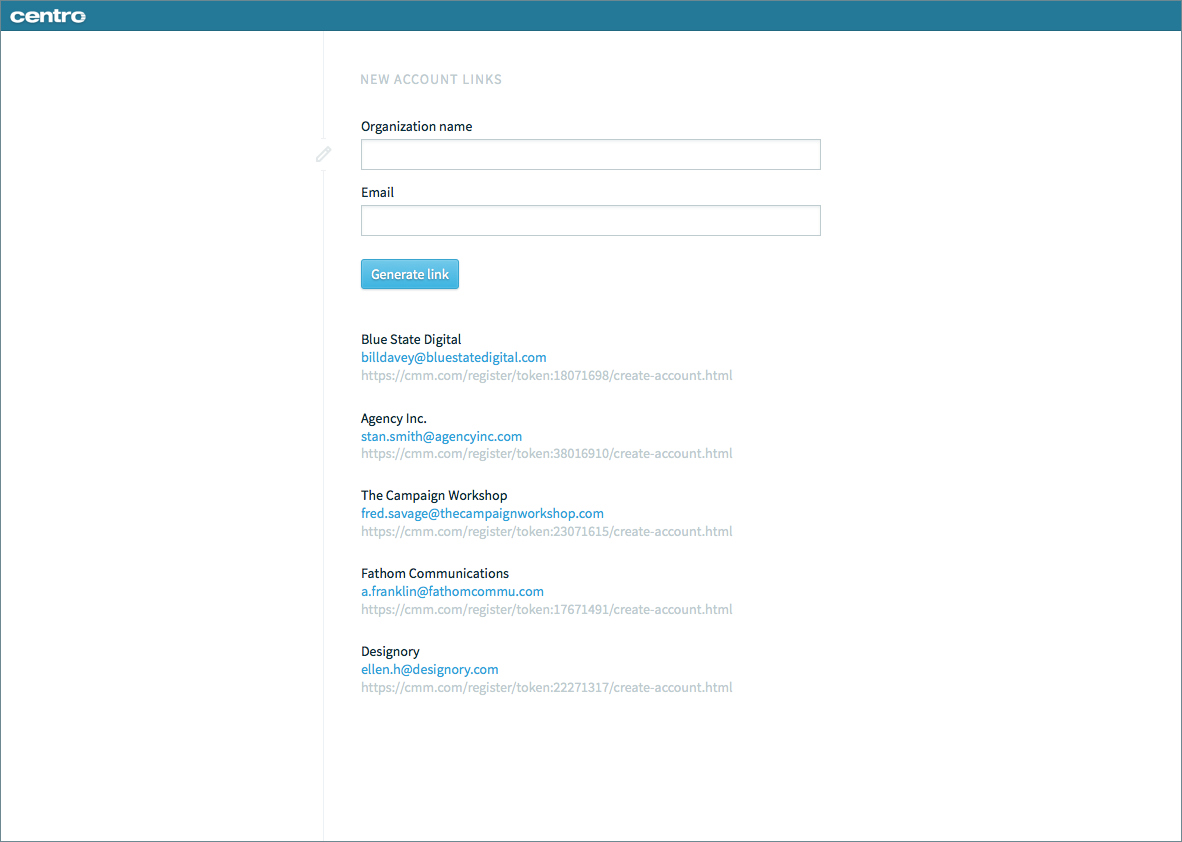 centro
NEW ACCOUNT LINKS
Organization name
Email
Generate link
Blue State Digital
billdavey@bluestatedigital.com
https://cmm.com/register/token:18071698/create-account.html
Agency Inc.
stan.smith@agencyinc.com
https://cmm.com/register/token:38016910/create-account.html
The Campaign Workshop
fred.savage@thecampaignworkshop.com
https://cmm.com/register/token:23071615/create-account.html
Fathom Communications
a.franklin@fathomcommu.com
https://cmm.com/register/token:17671491/create-account.html
Designory
ellen.h@designory.com
https://cmm.com/register/token:22271317/create-account.html